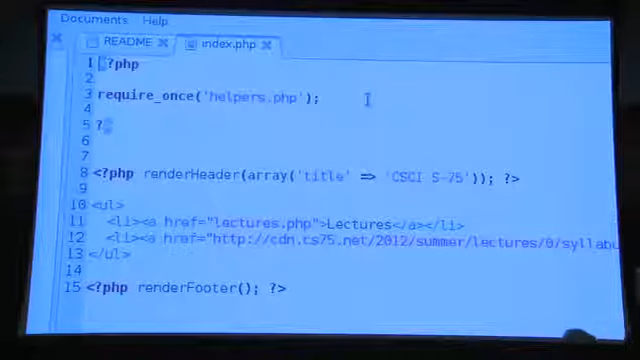 Documents Help
README index.php
1 <?php
2
3 require_once('helpers.php');
4
5 ?>
6
7
8 <?php renderHeader(array('title' => 'CSCI S-75')); ?>
9
10 <ul>
11 <li><a href="lectures.php">Lectures</a></li>
12 <li><a href="http://cdn.cs75.net/2012/summer/lectures/0/syllabu
13 </ul>
14
15 <?php renderFooter(); ?>